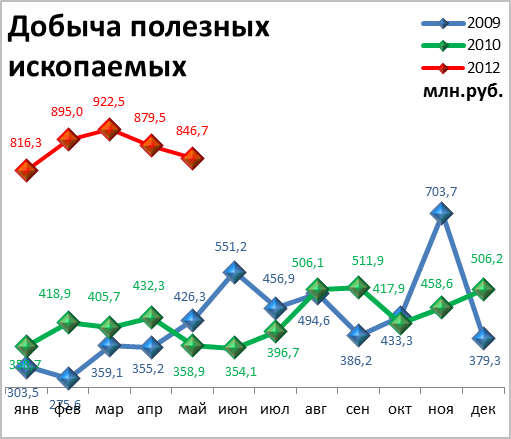 Добыча полезных
ископаемых
2009
2010
2012
млн.руб.
816,3 895,0 922,5 879,5 846,7
703,7
551,2
506,1 511,9 506,2
418,9 405,7 432,3 426,3 456,9 417,9 458,6
494,6
303,5 275,6 359,1 355,2 358,9 354,1 396,7 386,2 433,3 379,3
янв фев мар апр май июн июл авг сен окт ноя дек